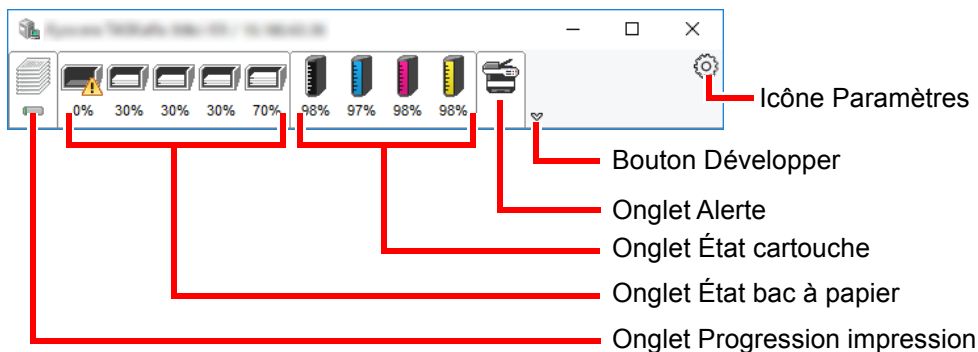 0% 30% 30% 30% 70% 98% 97% 98% 98%
Icône Paramètres
Bouton Développer
Onglet Alerte
Onglet État cartouche
Onglet État bac à papier
Onglet Progression impression